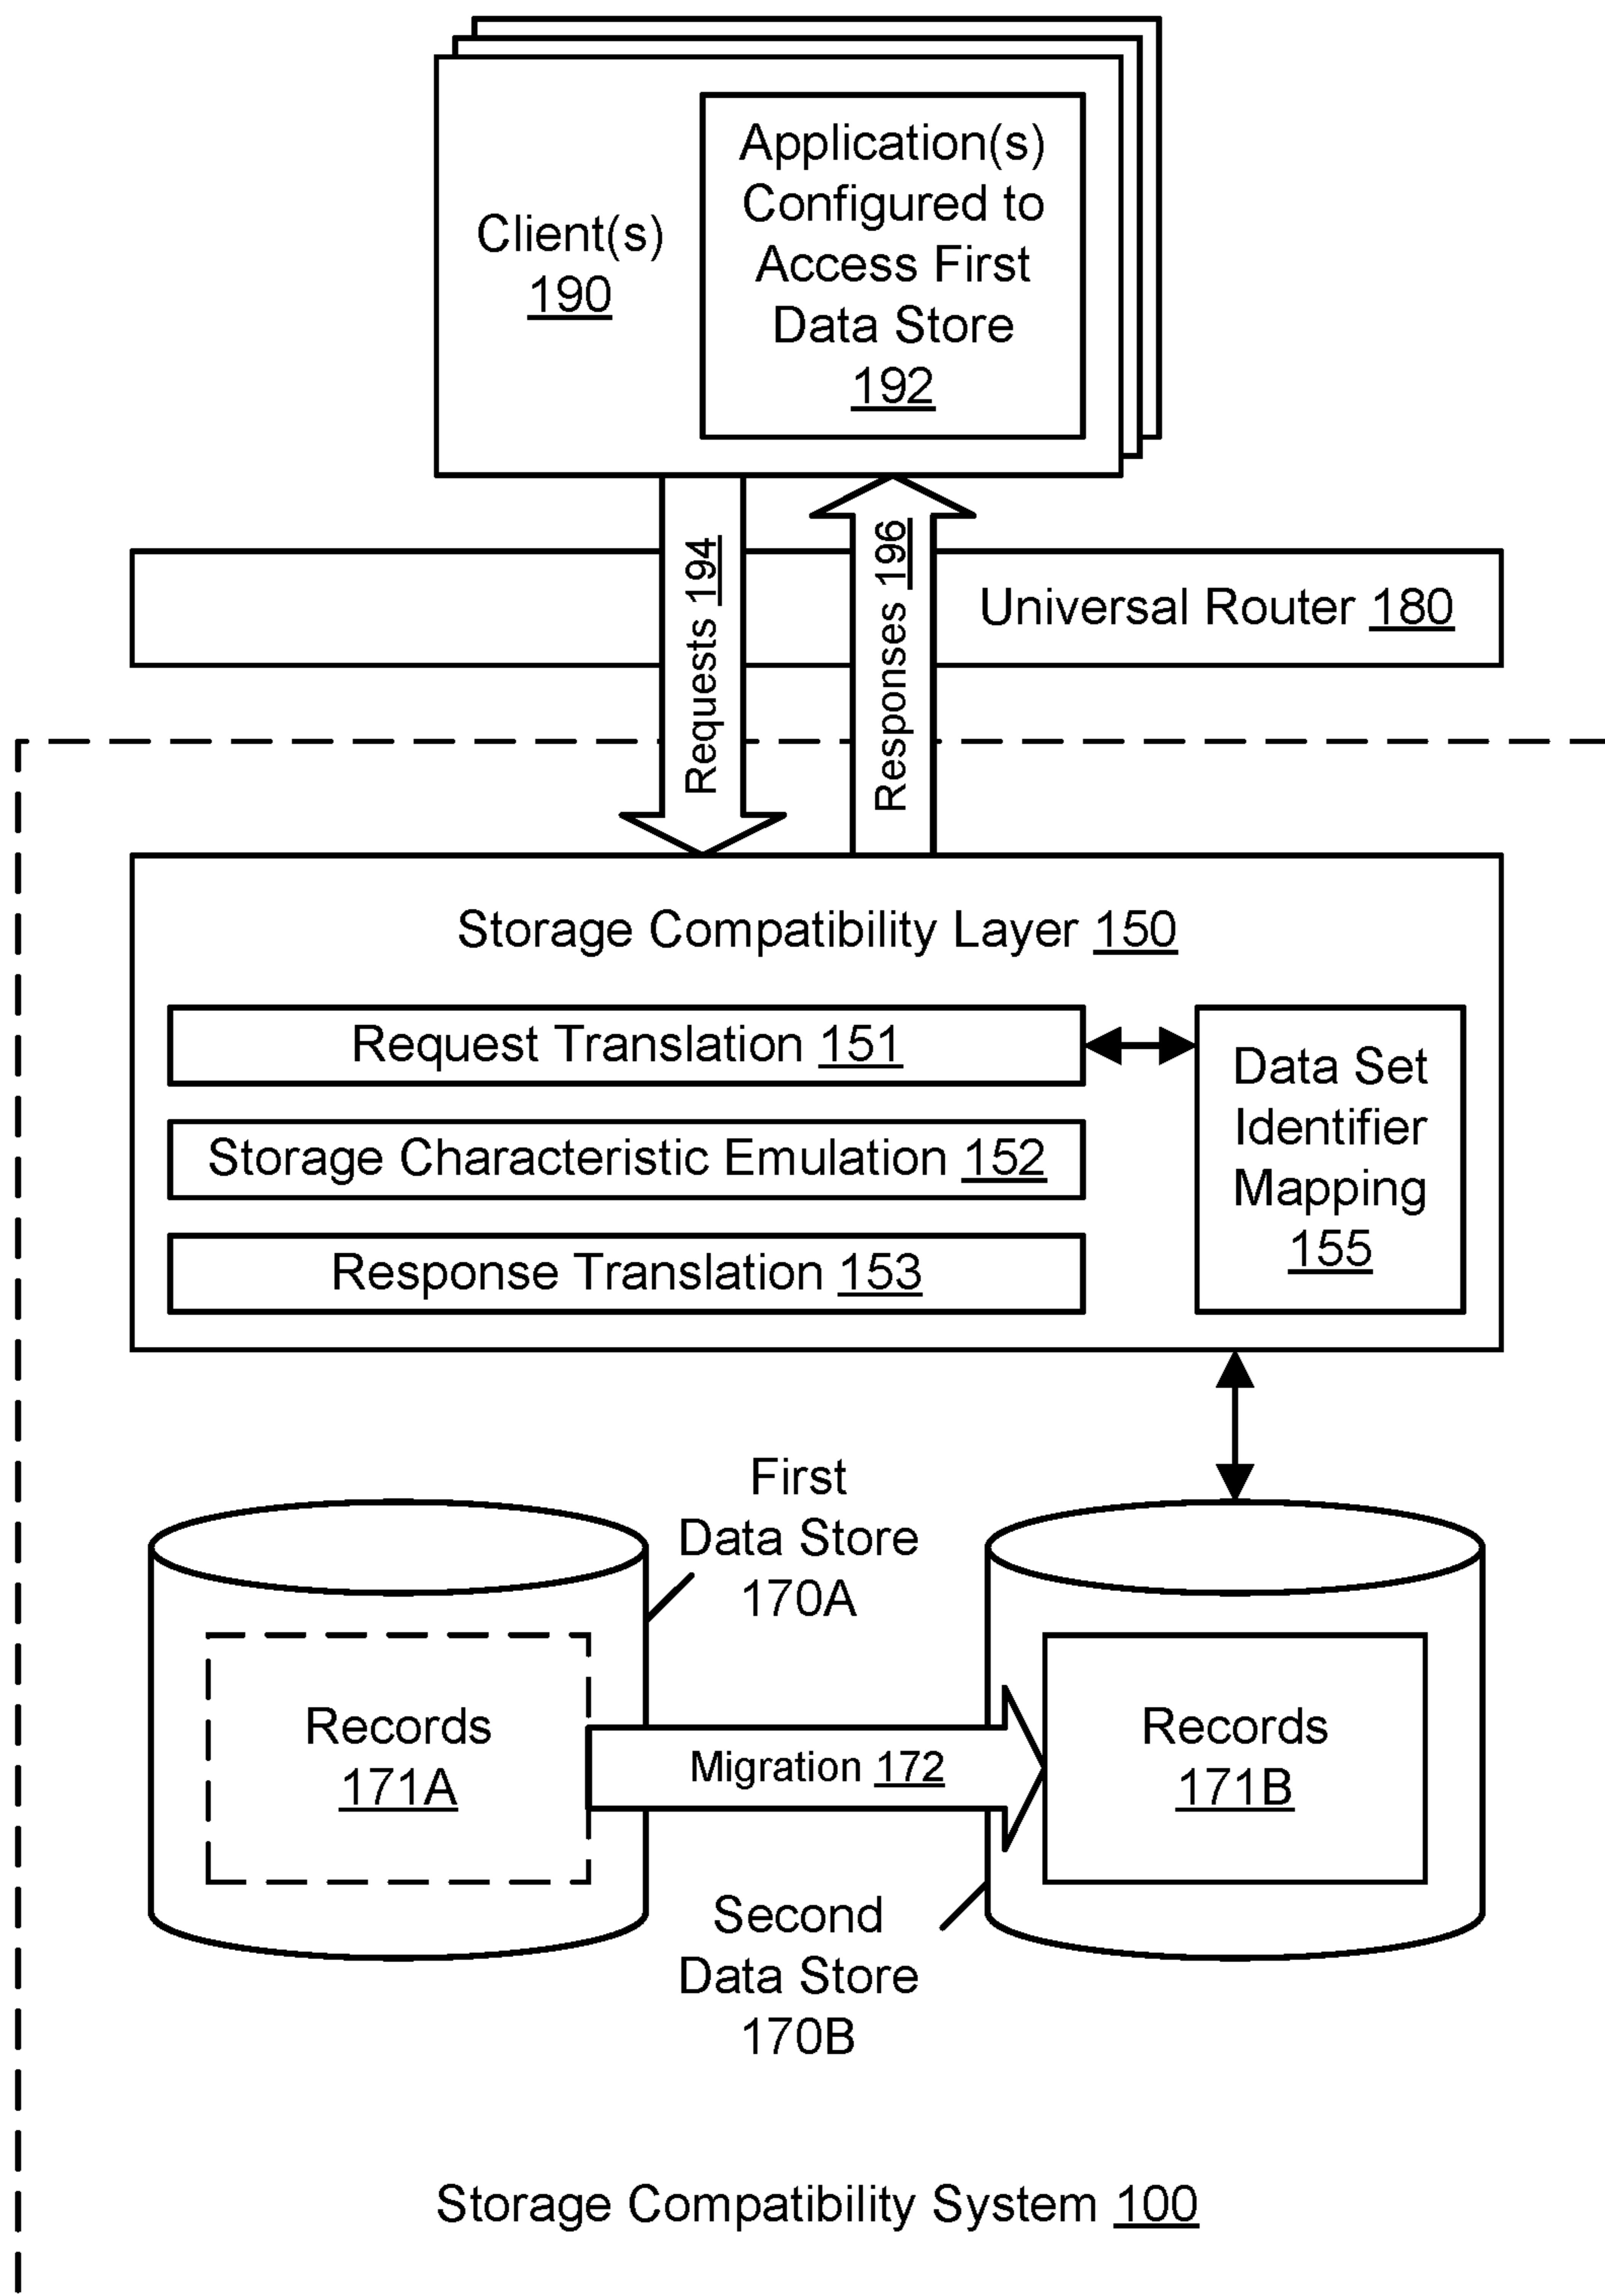 Client(s)
190
Application(s)
Configured to
Access First
Data Store
192
Requests 194
Responses 196
Universal Router 180
Storage Compatibility Layer 150
Request Translation 151
Storage Characteristic Emulation 152
Response Translation 153
Data Set
Identifier
Mapping
155
First
Data Store
170A
Records
171A
Migration 172
Records
171B
Second
Data Store
170B
Storage Compatibility System 100